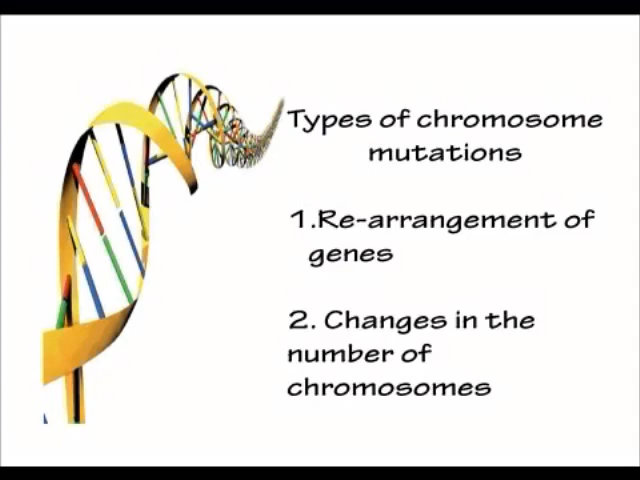 Types of chromosome
mutations
1.Re-arrangement of
genes
2. Changes in the
number of
chromosomes